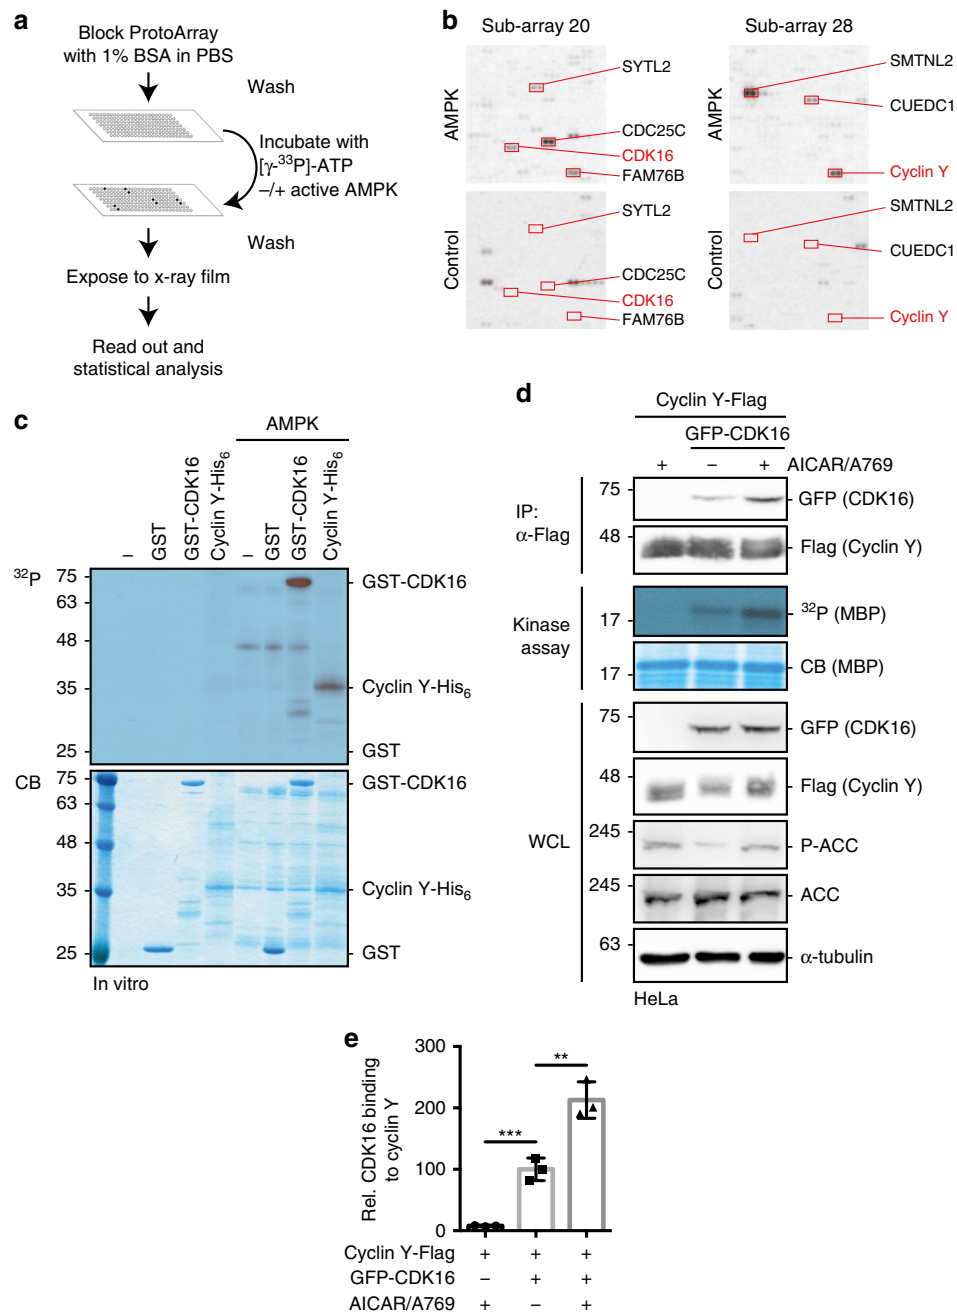 a
Block ProtoArray
with 1% BSA in PBS
Wash
Incubate with
[γ-³³P]-ATP
–/+ active AMPK
Wash
Expose to x-ray film
Read out and
statistical analysis
b
Sub-array 20
Sub-array 28
AMPK
SYTL2
CDC25C
CDK16
FAM76B
SMTNL2
CUEDC1
Cyclin Y
Control
SYTL2
CDC25C
CDK16
FAM76B
SMTNL2
CUEDC1
Cyclin Y
c
AMPK
–
GST
GST-CDK16
Cyclin Y-His₆
–
GST
GST-CDK16
Cyclin Y-His₆
³²P
75
63
48
35
25
GST-CDK16
Cyclin Y-His₆
GST
CB
75
63
48
35
25
GST-CDK16
Cyclin Y-His₆
GST
In vitro
d
Cyclin Y-Flag
GFP-CDK16
+ – + AICAR/A769
IP:
α-Flag
75
GFP (CDK16)
48
Flag (Cyclin Y)
Kinase
assay
17
³²P (MBP)
17
CB (MBP)
WCL
75
GFP (CDK16)
48
Flag (Cyclin Y)
245
P-ACC
245
ACC
63
α-tubulin
HeLa
e
Rel. CDK16 binding
to cyclin Y
300
200
100
0
***
**
Cyclin Y-Flag + + +
GFP-CDK16 – + +
AICAR/A769 + – +